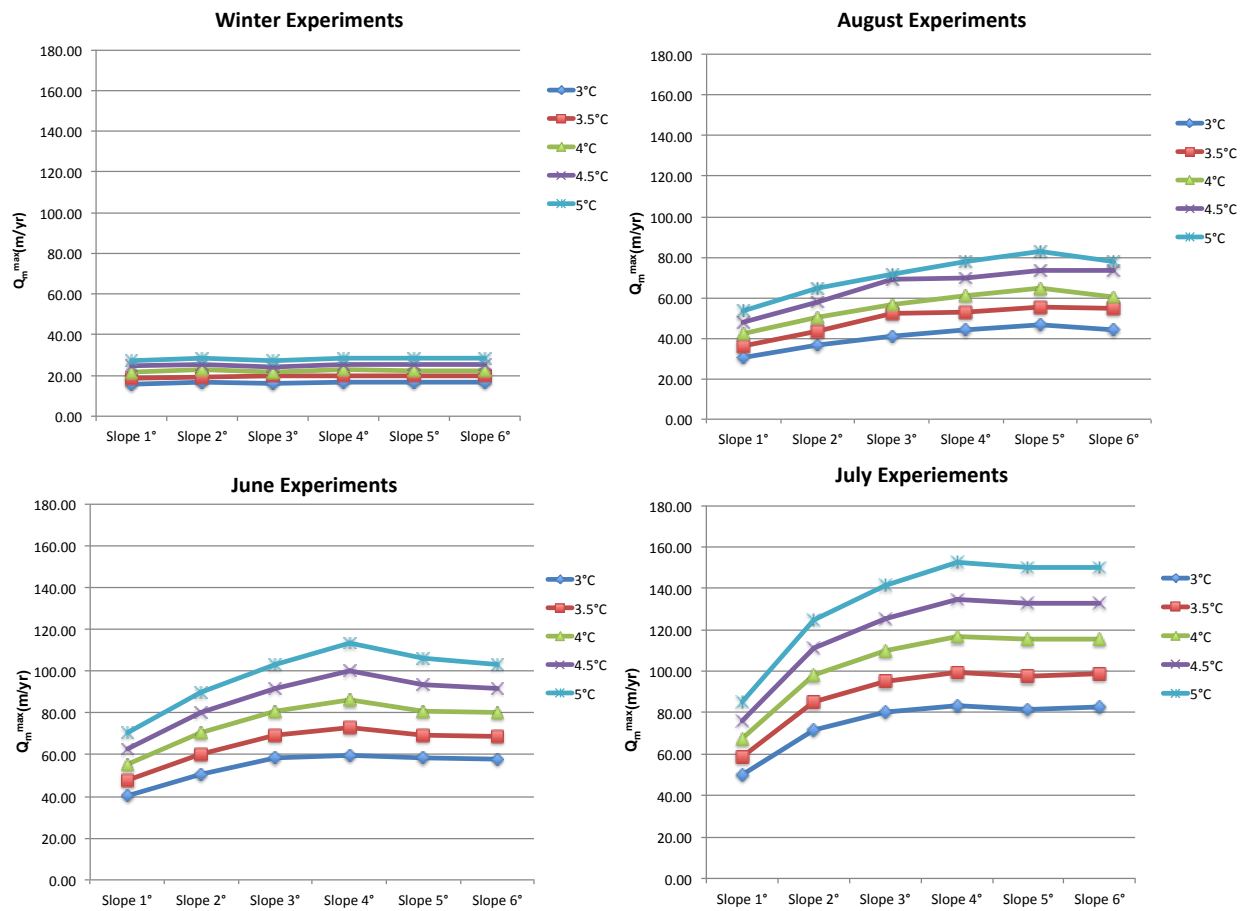 Winter Experiments
180.00
160.00
140.00
120.00
100.00
80.00
60.00
40.00
20.00
0.00
Qm max(m/yr)
Slope 1° Slope 2° Slope 3° Slope 4° Slope 5° Slope 6°
3°C
3.5°C
4°C
4.5°C
5°C
August Experiments
180.00
160.00
140.00
120.00
100.00
80.00
60.00
40.00
20.00
0.00
Qm max(m/yr)
Slope 1° Slope 2° Slope 3° Slope 4° Slope 5° Slope 6°
3°C
3.5°C
4°C
4.5°C
5°C
June Experiments
180.00
160.00
140.00
120.00
100.00
80.00
60.00
40.00
20.00
0.00
Qm max(m/yr)
Slope 1° Slope 2° Slope 3° Slope 4° Slope 5° Slope 6°
3°C
3.5°C
4°C
4.5°C
5°C
July Experiements
180.00
160.00
140.00
120.00
100.00
80.00
60.00
40.00
20.00
0.00
Qm max(m/yr)
Slope 1° Slope 2° Slope 3° Slope 4° Slope 5° Slope 6°
3°C
3.5°C
4°C
4.5°C
5°C